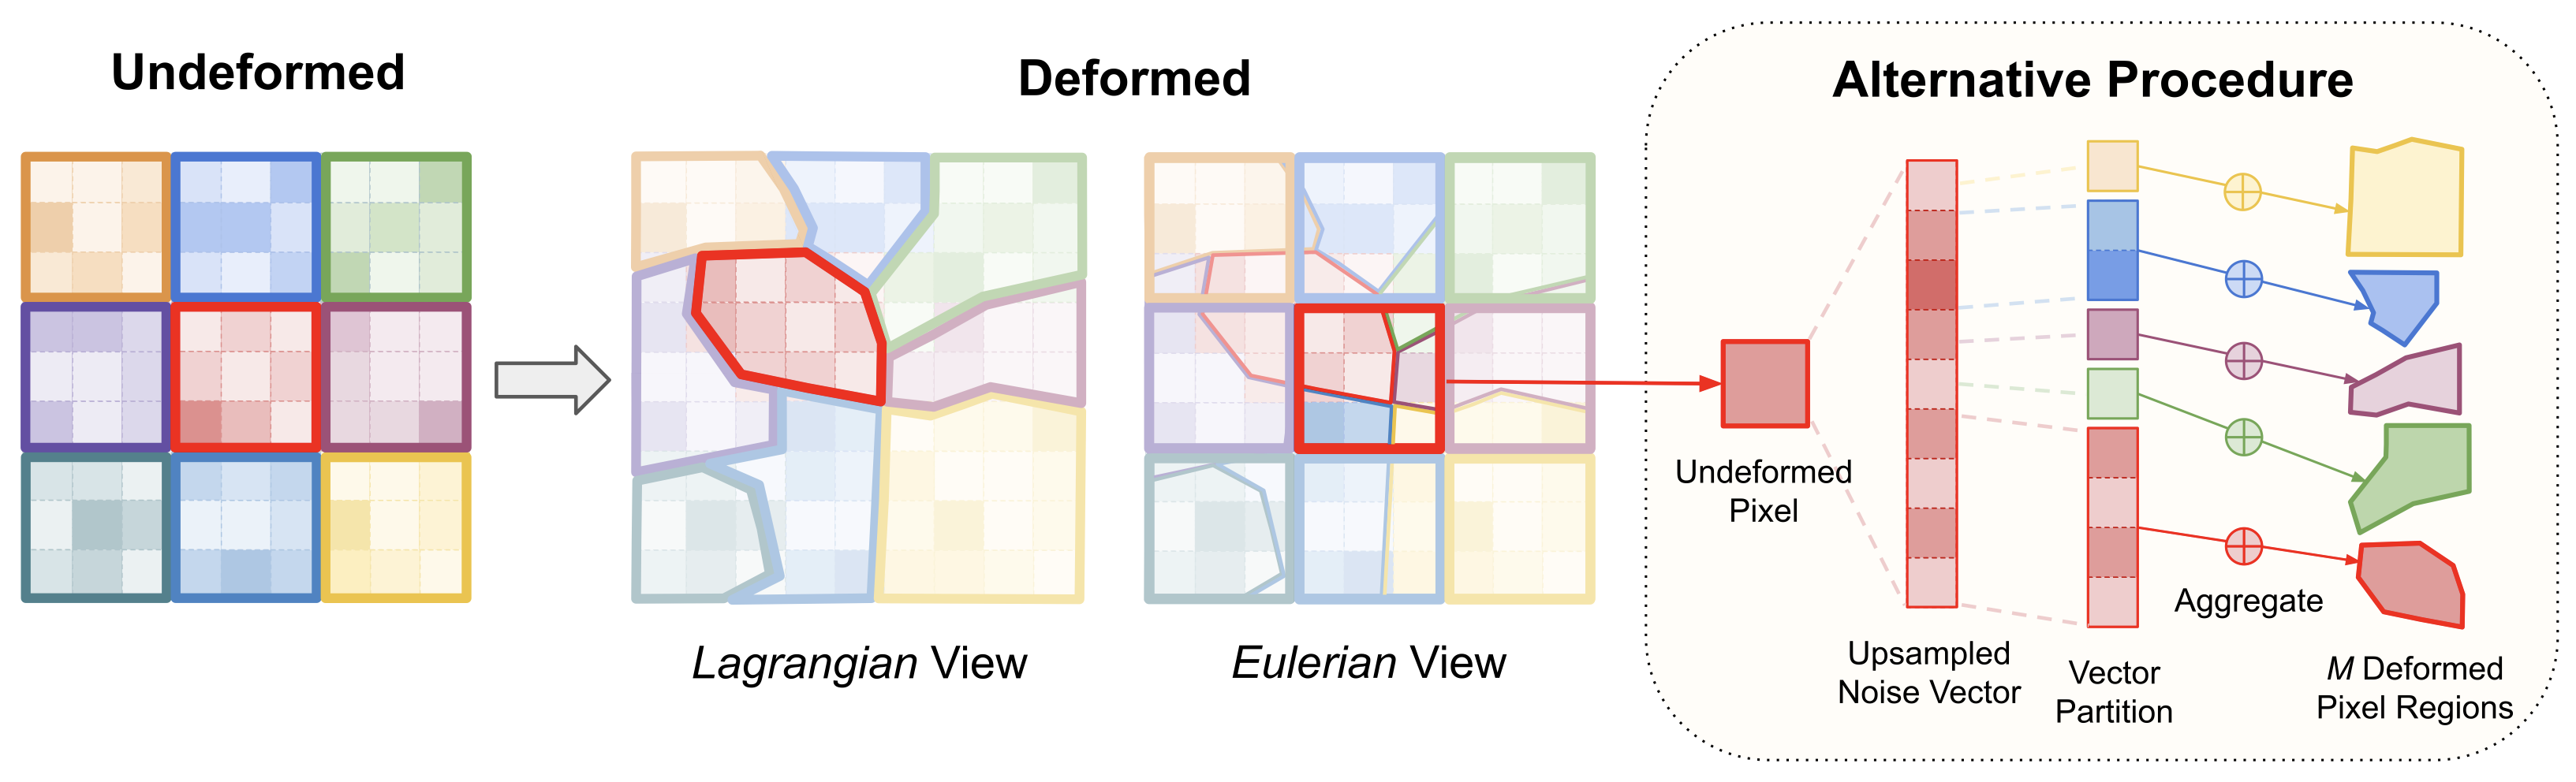 Undeformed
Deformed
Lagrangian View
Eulerian View
Alternative Procedure
Undeformed
Pixel
Upsampled
Noise Vector
Vector
Partition
Aggregate
M Deformed
Pixel Regions